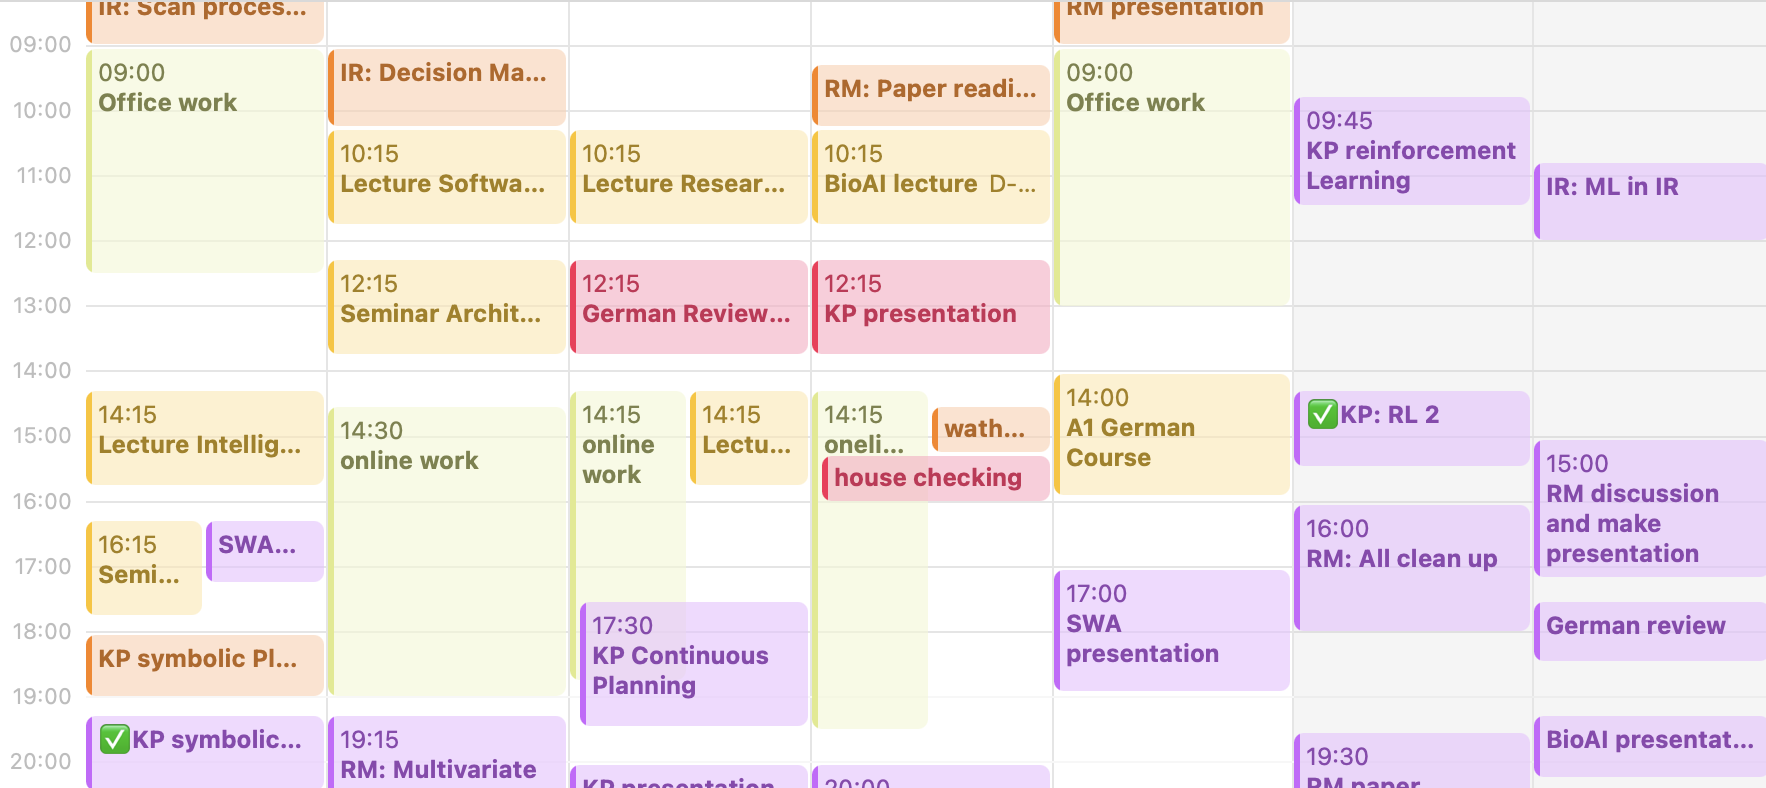 IR: Scan proces...
RM presentation
09:00
10:00
11:00
12:00
13:00
14:00
15:00
16:00
17:00
18:00
19:00
20:00
09:00
Office work
14:15
Lecture Intellig...
16:15
Semi...
SWA...
KP symbolic Pl...
✅KP symbolic...
IR: Decision Ma...
10:15
Lecture Softwa...
12:15
Seminar Archit...
14:30
online work
19:15
RM: Multivariate
10:15
Lecture Resear...
12:15
German Review...
14:15
online
work
14:15
Lectu...
17:30
KP Continuous
Planning
KP presentation
RM: Paper readi...
10:15
BioAI lecture D-...
12:15
KP presentation
14:15
oneli...
wath...
house checking
20:00
09:00
Office work
14:00
A1 German
Course
17:00
SWA
presentation
09:45
KP reinforcement
Learning
✅KP: RL 2
16:00
RM: All clean up
19:30
RM paper
IR: ML in IR
15:00
RM discussion
and make
presentation
German review
BioAI presentat...